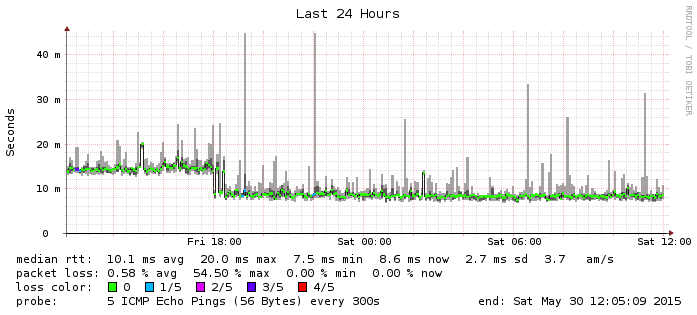 Last 24 Hours
RRDTOOL / TOBI OETIKER
Seconds
40 m
30 m
20 m
10 m
0
Fri 18:00 Sat 00:00 Sat 06:00 Sat 12:00
median rtt: 10.1 ms avg 20.0 ms max 7.5 ms min 8.6 ms now 2.7 ms sd 3.7 am/s
packet loss: 0.58 % avg 54.50 % max 0.00 % min 0.00 % now
loss color: 0 1/5 2/5 3/5 4/5
probe: 5 ICMP Echo Pings (56 Bytes) every 300s end: Sat May 30 12:05:09 2015